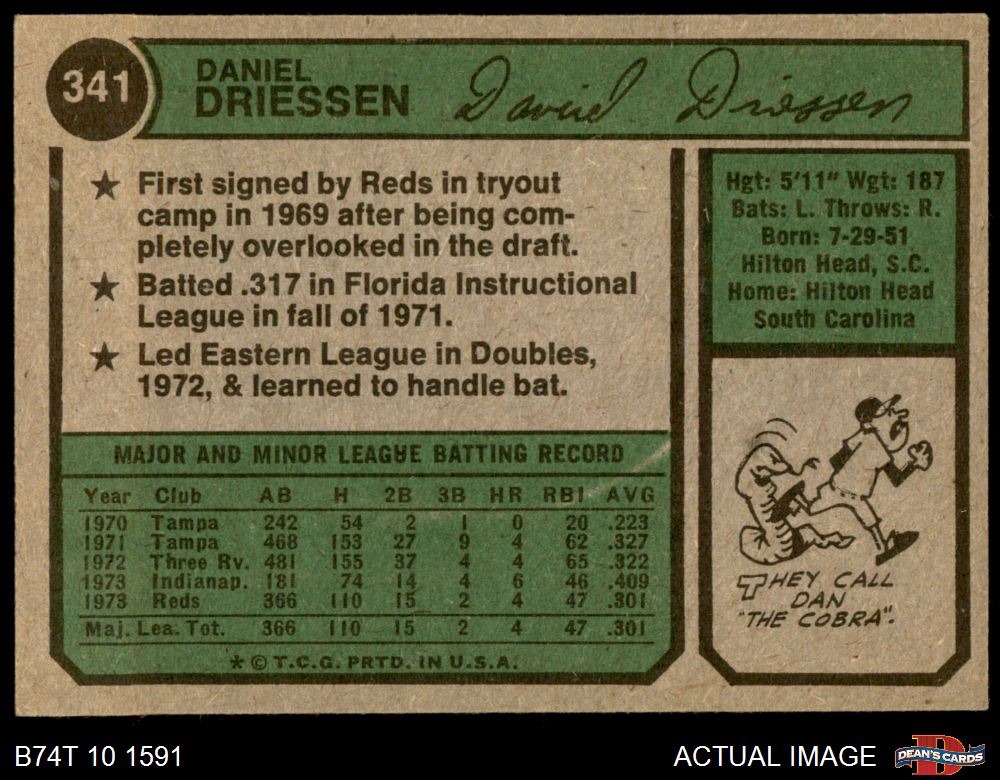 341
DANIEL
DRIESSEN
David Driessen
★ First signed by Reds in tryout
camp in 1969 after being com-
pletely overlooked in the draft.
★ Batted .317 in Florida Instructional
League in fall of 1971.
★ Led Eastern League in Doubles,
1972, & learned to handle bat.
Hgt: 5'11" Wgt: 187
Bats: L. Throws: R.
Born: 7-29-51
Hilton Head, S.C.
Home: Hilton Head
South Carolina
MAJOR AND MINOR LEAGUE BATTING RECORD
Year Club AB H 2B 3B HR RBI AVG
1970 Tampa 242 54 2 1 0 20 .223
1971 Tampa 468 153 27 9 4 62 .327
1972 Three Rv. 481 155 37 4 4 65 .322
1973 Indianap. 181 74 14 4 6 46 .409
1973 Reds 366 110 15 2 4 47 .301
Maj. Lea. Tot. 366 110 15 2 4 47 .301
★ © T.C.G. PRTD. IN U.S.A.
THEY CALL
DAN
"THE COBRA".
B74T 10 1591
ACTUAL IMAGE
D
DEAN'S CARDS